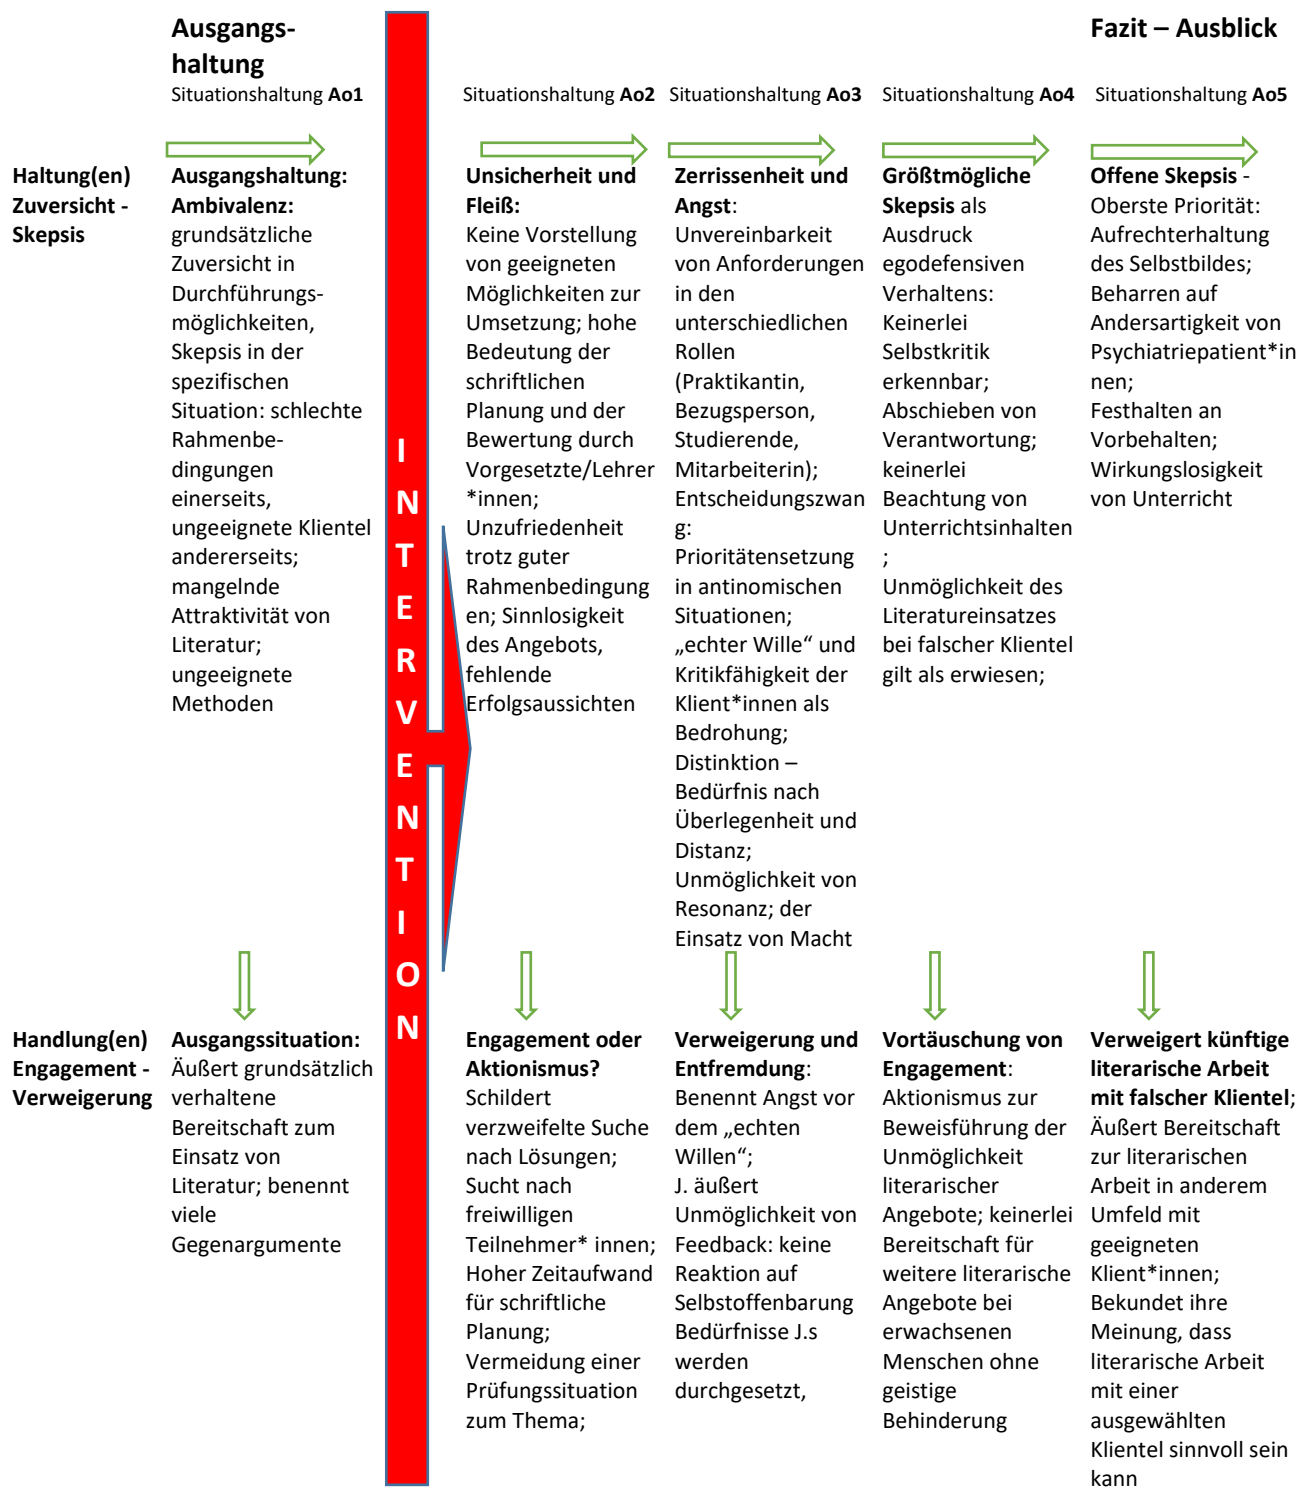 Ausgangs-
haltung
Fazit – Ausblick
Situationshaltung Ao1
Situationshaltung Ao2
Situationshaltung Ao3
Situationshaltung Ao4
Situationshaltung Ao5
Haltung(en)
Zuversicht -
Skepsis
Ausgangshaltung:
Ambivalenz:
grundsätzliche
Zuversicht in
Durchführungs-
möglichkeiten,
Skepsis in der
spezifischen
Situation: schlechte
Rahmenbe-
dingungen
einerseits,
ungeeignete Klientel
andererseits;
mangelnde
Attraktivität von
Literatur;
ungeeignete
Methoden
INTERVENTION
Unsicherheit und
Fleiß:
Keine Vorstellung
von geeigneten
Möglichkeiten zur
Umsetzung; hohe
Bedeutung der
schriftlichen
Planung und der
Bewertung durch
Vorgesetzte/Lehrer
*innen;
Unzufriedenheit
trotz guter
Rahmenbedingung
en; Sinnlosigkeit
des Angebots,
fehlende
Erfolgsaussichten
Zerrissenheit und
Angst:
Unvereinbarkeit
von Anforderungen
in den
unterschiedlichen
Rollen
(Praktikantin,
Bezugsperson,
Studierende,
Mitarbeiterin);
Entscheidungszwan
g:
Prioritätensetzung
in antinomischen
Situationen;
„echter Wille“ und
Kritikfähigkeit der
Klient*innen als
Bedrohung;
Distinktion –
Bedürfnis nach
Überlegenheit und
Distanz;
Unmöglichkeit von
Resonanz; der
Einsatz von Macht
Größtmögliche
Skepsis als
Ausdruck
egodefensiven
Verhaltens:
Keinerlei
Selbstkritik
erkennbar;
Abschieben von
Verantwortung;
keinerlei
Beachtung von
Unterrichtsinhalten
;
Unmöglichkeit des
Literatureinsatzes
bei falscher Klientel
gilt als erwiesen;
Offene Skepsis -
Oberste Priorität:
Aufrechterhaltung
des Selbstbildes;
Beharren auf
Andersartigkeit von
Psychiatriepatient*in
nen;
Festhalten an
Vorbehalten;
Wirkungslosigkeit
von Unterricht
Handlung(en)
Engagement -
Verweigerung
Ausgangssituation:
Äußert grundsätzlich
verhaltene
Bereitschaft zum
Einsatz von
Literatur; benennt
viele
Gegenargumente
Engagement oder
Aktionismus?
Schildert
verzweifelte Suche
nach Lösungen;
Sucht nach
freiwilligen
Teilnehmer* innen;
Hoher Zeitaufwand
für schriftliche
Planung;
Vermeidung einer
Prüfungssituation
zum Thema;
Verweigerung und
Entfremdung:
Benennt Angst vor
dem „echten
Willen“;
J. äußert
Unmöglichkeit von
Feedback: keine
Reaktion auf
Selbstoffenbarung
Bedürfnisse J.s
werden
durchgesetzt,
Vortäuschung von
Engagement:
Aktionismus zur
Beweisführung der
Unmöglichkeit
literarischer
Angebote; keinerlei
Bereitschaft für
weitere literarische
Angebote bei
erwachsenen
Menschen ohne
geistige
Behinderung
Verweigert künftige
literarische Arbeit
mit falscher Klientel;
Äußert Bereitschaft
zur literarischen
Arbeit in anderem
Umfeld mit
geeigneten
Klient*innen;
Bekundet ihre
Meinung, dass
literarische Arbeit
mit einer
ausgewählten
Klientel sinnvoll sein
kann